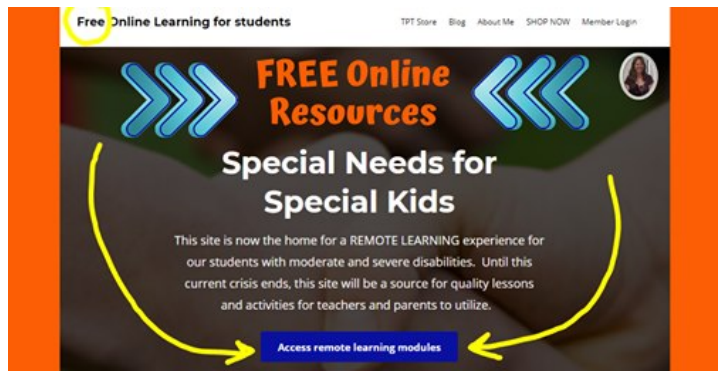 Free Online Learning for students
TPT Store Blog About Me SHOP NOW Member Login
FREE Online
Resources
Special Needs for
Special Kids
This site is now the home for a REMOTE LEARNING experience for
our students with moderate and severe disabilities. Until this
current crisis ends, this site will be a source for quality lessons
and activities for teachers and parents to utilize.
Access remote learning modules